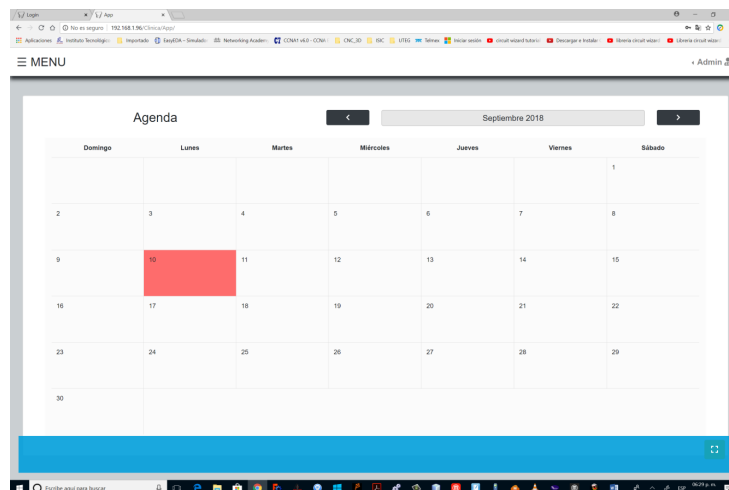 Login
App
No es seguro | 192.168.1.96/Clinica/App/
Aplicaciones Instituto Tecnológico Importado EasyEDA - Simulador Networking Academ CCNA1 v6.0 - CCNA CNC_3D ISIC UTEG Telmex Iniciar sesión circuit wizard tutorial Descargar e Instalar libreria circuit wizard Libreria circuit wizar
MENU
Admin
Agenda
Septiembre 2018
Domingo Lunes Martes Miércoles Jueves Viernes Sábado
1
2 3 4 5 6 7 8
9 10 11 12 13 14 15
16 17 18 19 20 21 22
23 24 25 26 27 28 29
30
Escribe aquí para buscar
ESP 06:29 p. m.